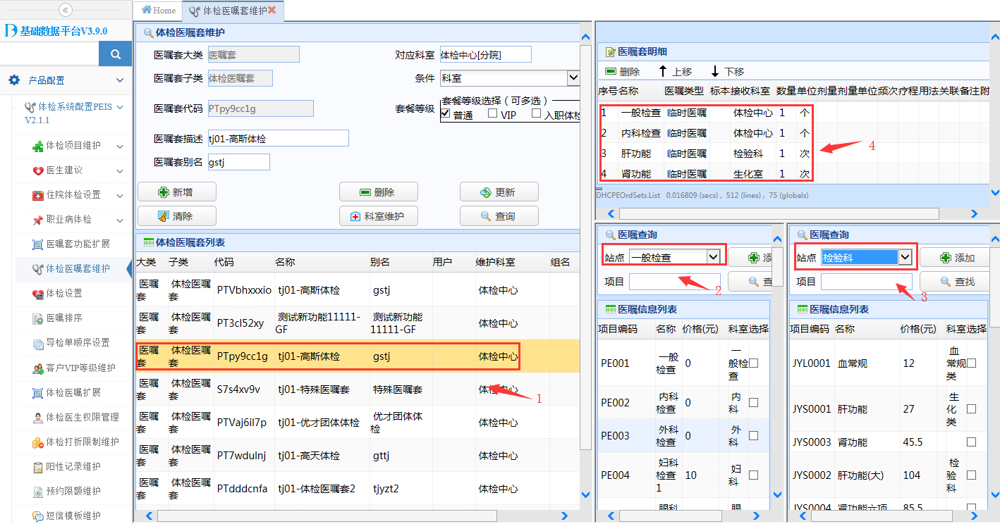 基础数据平台V3.9.0
产品配置
体检系统配置PEIS
V2.1.1
体检项目维护
医生建议
住院体检设置
职业病体检
医嘱套功能扩展
体检医嘱套维护
体检设置
医嘱排序
导检单顺序设置
客户VIP等级维护
体检医嘱扩展
体检医生权限管理
体检打折限制维护
阳性记录维护
预约限额维护
短信模板维护
Home 体检医嘱套维护
体检医嘱套维护
医嘱套大类 医嘱套 对应科室 体检中心[分院]
医嘱套子类 体检医嘱套 条件 科室
套餐等级选择（可多选）
医嘱套代码 PTpy9cc1g 套餐等级 普通 VIP 入职体检
医嘱套描述 tj01-高斯体检
医嘱套别名 gstj
新增 删除 更新
清除 科室维护 查询
体检医嘱套列表
大类 子类 代码 名称 别名 用户 维护科室 组名
医嘱套 体检医嘱套 PTVbhxxxio tj01-高斯体检 gstj 体检中心
医嘱套 体检医嘱套 PT3cl52xy 测试新功能11111-GF 测试新功能11111-GF 体检中心
医嘱套 体检医嘱套 PTpy9cc1g tj01-高斯体检 gstj 体检中心
医嘱套 体检医嘱套 S7s4xv9v tj01-特殊医嘱套 特殊医嘱套 体检中心
1
医嘱套 体检医嘱套 PTVaj6il7p tj01-优才团体体检 优才团体体检 体检中心
医嘱套 体检医嘱套 PT7wdulnj tj01-高天体检 gttj 体检中心
医嘱套 体检医嘱套 PTdddcnfa tj01-体检医嘱套2 tjyzt2 体检中心
医嘱套明细
删除 上移 下移
序号 名称 医嘱类型 标本 接收科室 数量 单位 剂量 剂量单位 频次 疗程 用法 关联 备注 附
1 一般检查 临时医嘱 体检中心 1 个
2 内科检查 临时医嘱 体检中心 1 个
3 肝功能 临时医嘱 检验科 1 次
4 肾功能 临时医嘱 生化室 1 次
4
DHCPEOrdSets.List 0.016809 (secs) , 512 (lines) , 75 (globals)
医嘱查询
站点 一般检查
项目
2
医嘱信息列表
项目编码 名称 价格(元) 科室 选择
PE001 一般检查 0 一般检查
PE002 内科检查 0 内科
PE003 外科检查 0 外科
PE004 妇科检查1 10 妇科
眼科 眼
医嘱查询
站点 检验科 添加
项目 查找
3
医嘱信息列表
项目编码 名称 价格(元) 科室 选择
JYL0001 血常规 12 血常规类
JYS0001 肝功能 27 生化类
JYS0003 肾功能 45.5
JYS0002 肝功能(大) 104 检验科
JYS0004 肾功能六项 85.5